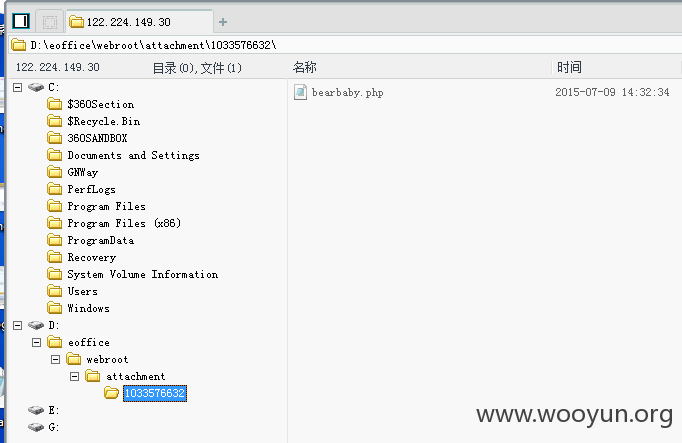 122.224.149.30
D:\eoffice\webroot\attachment\1033576632\
122.224.149.30 目录(0),文件(1) 名称 时间
C:
$360Section
$Recycle.Bin
360SANDBOX
Documents and Settings
GNWay
PerfLogs
Program Files
Program Files (x86)
ProgramData
Recovery
System Volume Information
Users
Windows
D:
eoffice
webroot
attachment
1033576632
E:
G:
bearbaby.php 2015-07-09 14:32:34
www.wooyun.org